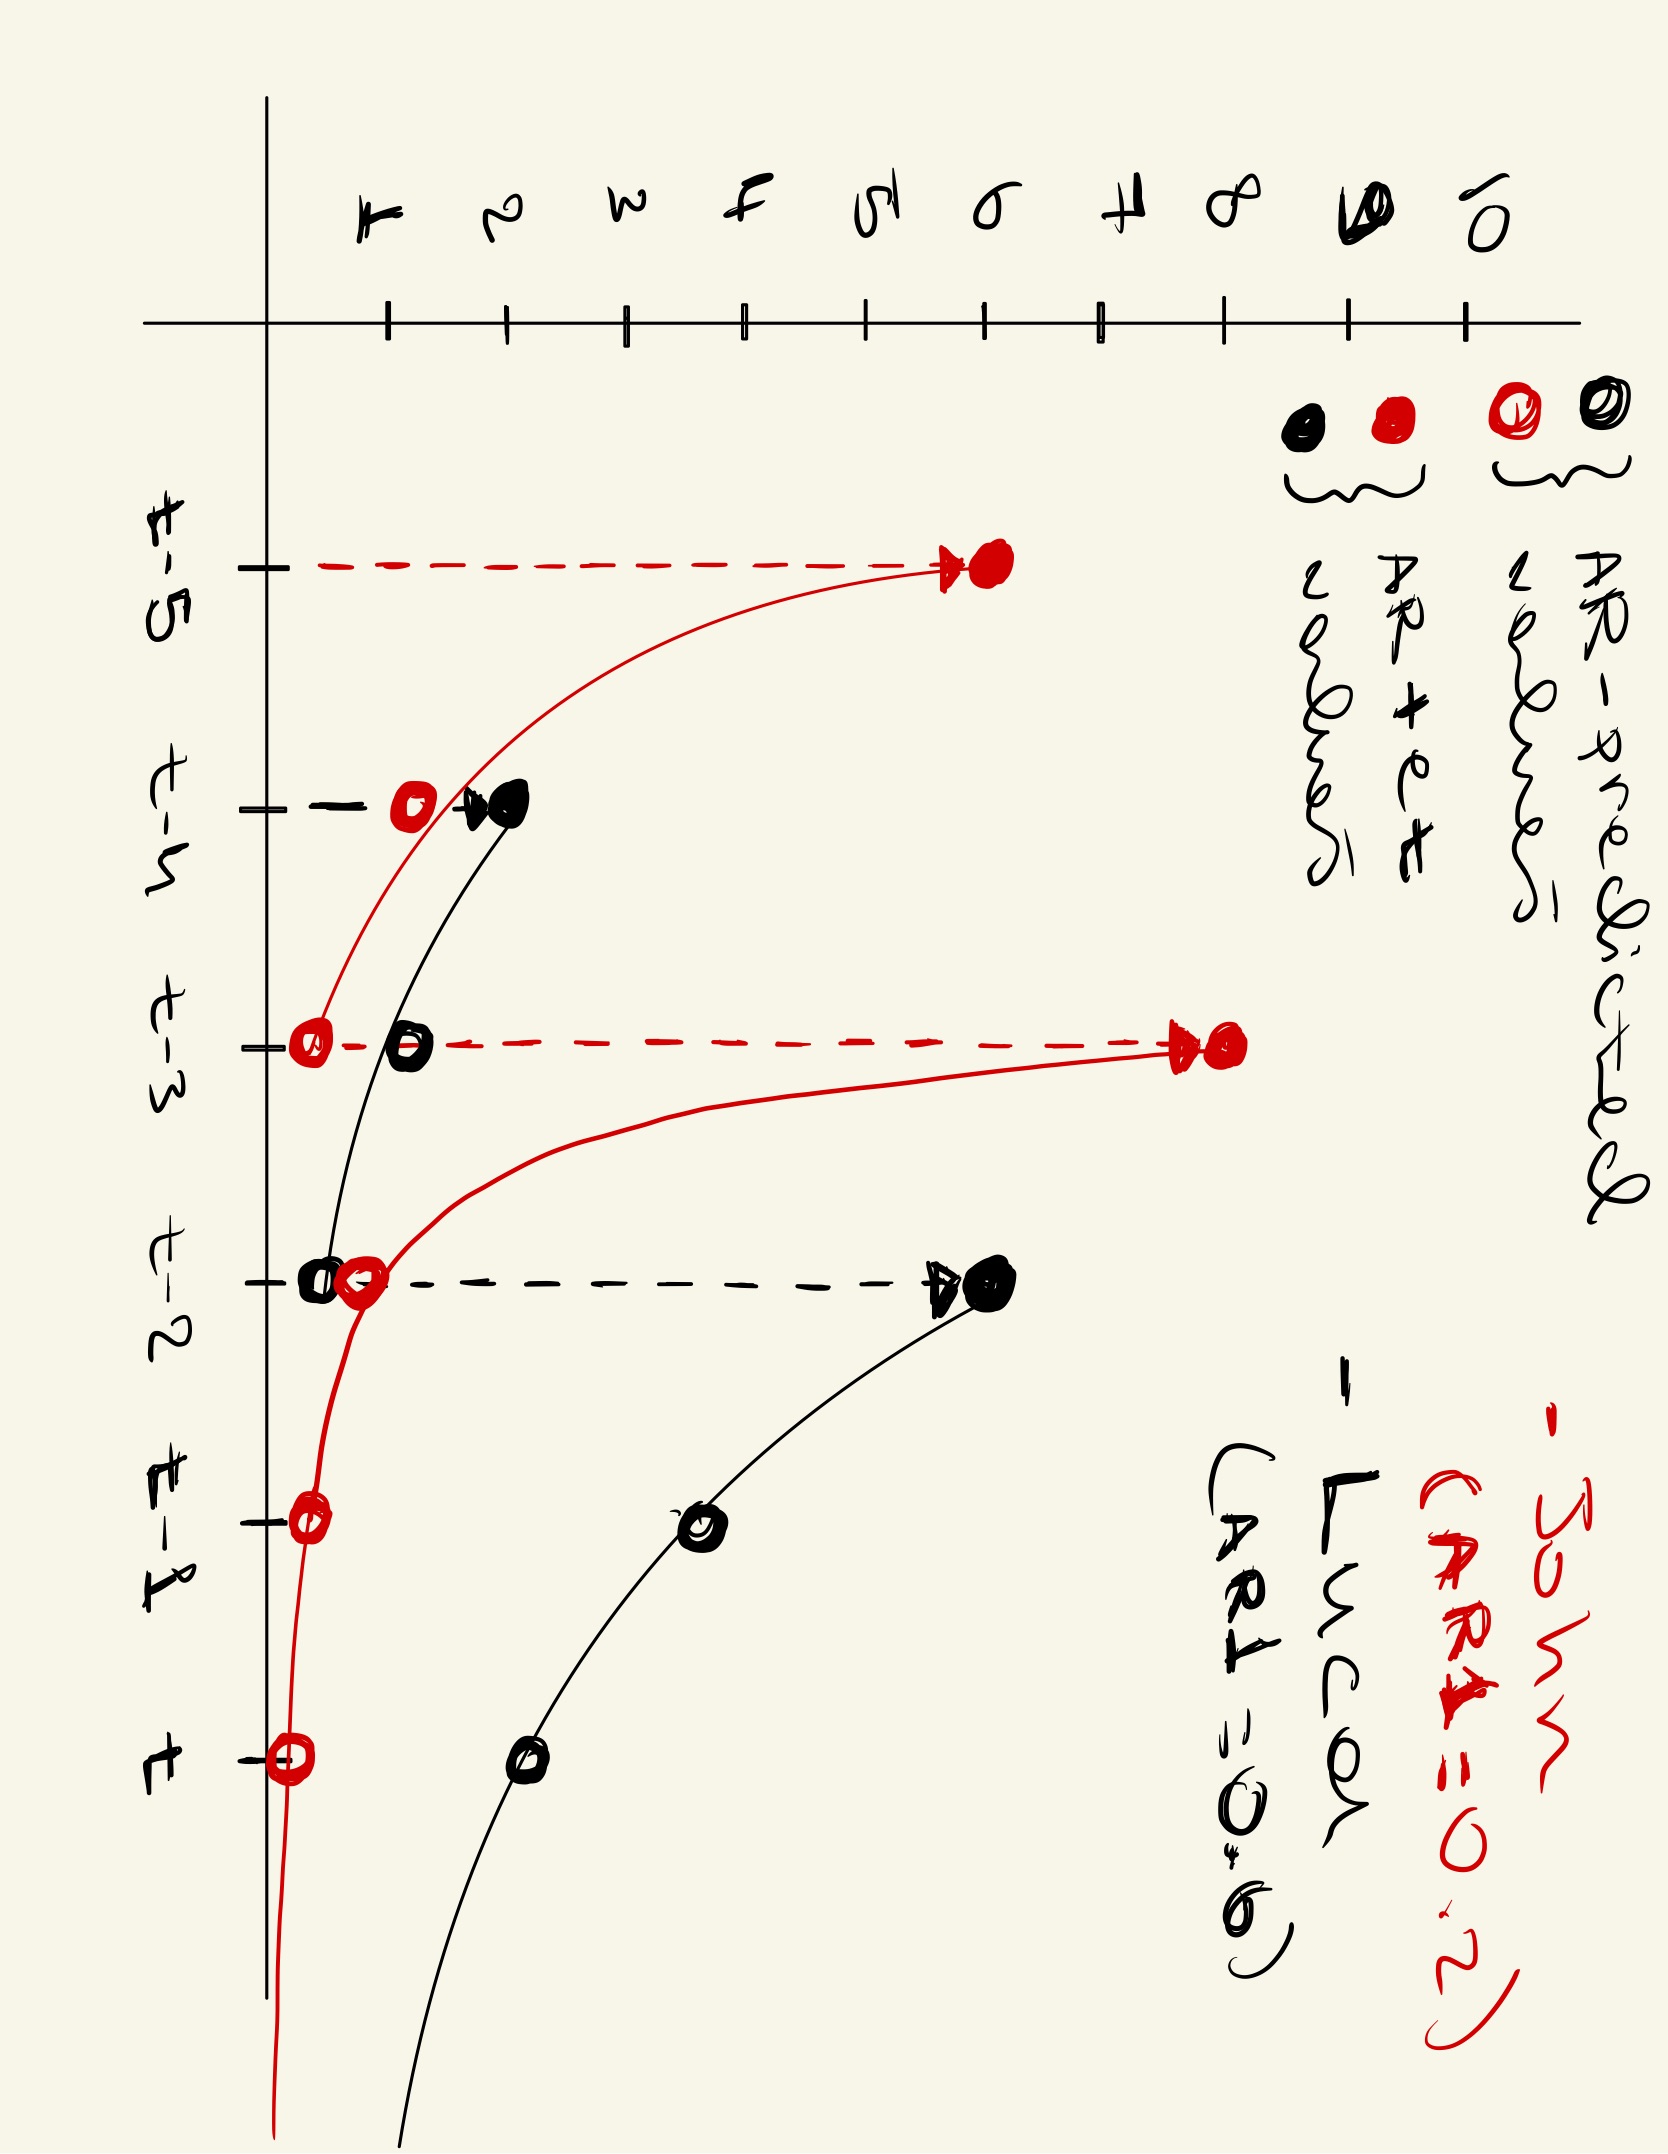 AR-predicted
values
AR + et
values
- John
(AR1=0.2)
- Lucas
(AR1=0.6)
10
9
8
7
6
5
4
3
2
1
t-5 t-4 t-3 t-2 t-1 t